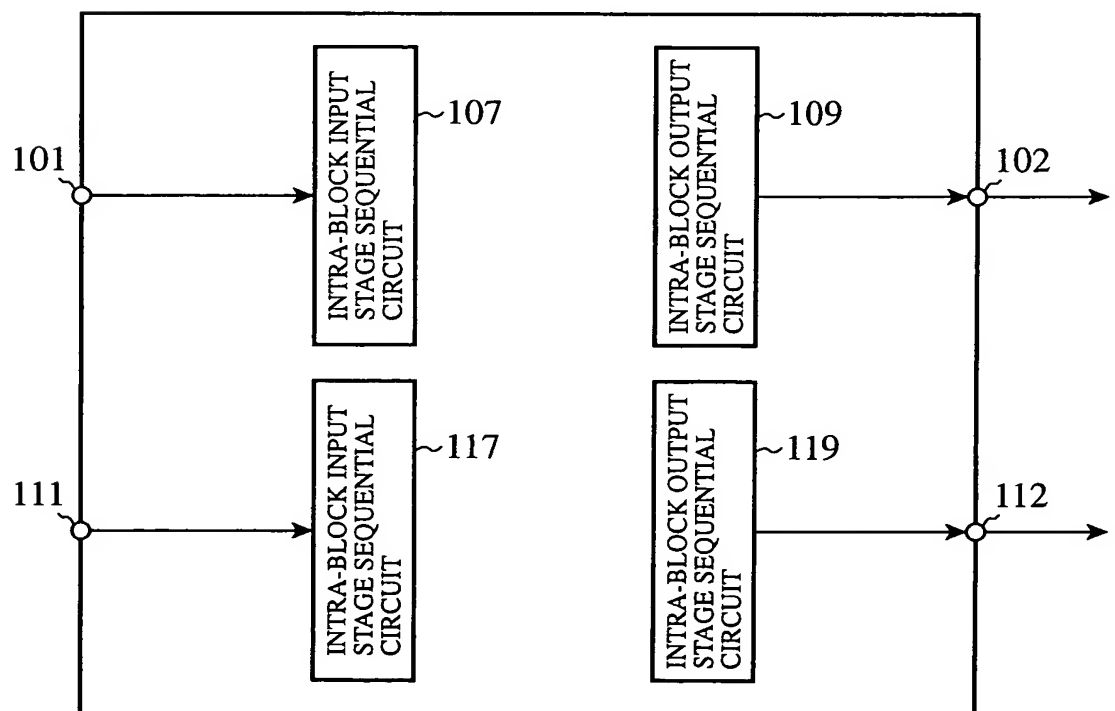 101
INTRA-BLOCK INPUT
STAGE SEQUENTIAL
CIRCUIT
107
INTRA-BLOCK OUTPUT
STAGE SEQUENTIAL
CIRCUIT
109
102
111
INTRA-BLOCK INPUT
STAGE SEQUENTIAL
CIRCUIT
117
INTRA-BLOCK OUTPUT
STAGE SEQUENTIAL
CIRCUIT
119
112